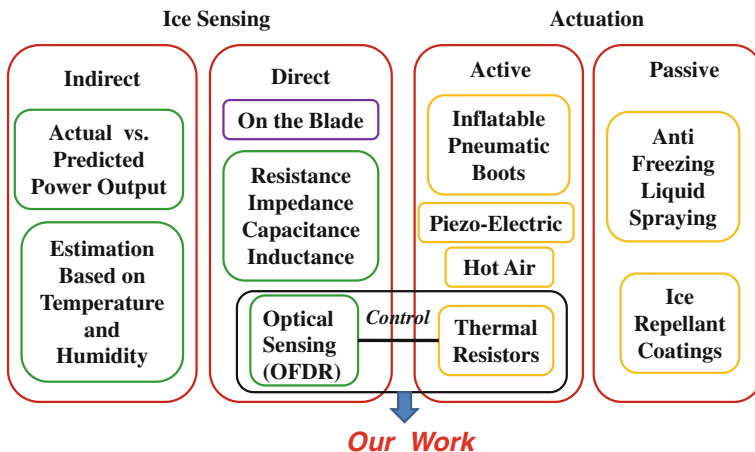 Ice Sensing
Actuation
Indirect
Actual vs.
Predicted
Power Output
Estimation
Based on
Temperature
and
Humidity
Direct
On the Blade
Resistance
Impedance
Capacitance
Inductance
Optical
Sensing
(OFDR)
Control
Active
Inflatable
Pneumatic
Boots
Piezo-Electric
Hot Air
Thermal
Resistors
Passive
Anti
Freezing
Liquid
Spraying
Ice
Repellant
Coatings
Our Work